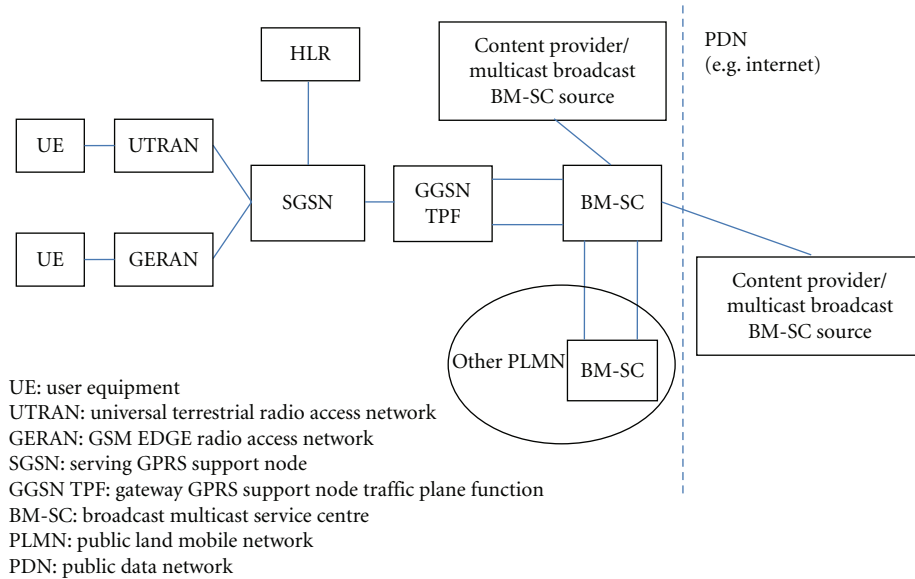 HLR
Content provider/
multicast broadcast
BM-SC source
PDN
(e.g. internet)
UE
UTRAN
SGSN
GGSN
TPF
BM-SC
UE
GERAN
Content provider/
multicast broadcast
BM-SC source
Other PLMN
BM-SC
UE: user equipment
UTRAN: universal terrestrial radio access network
GERAN: GSM EDGE radio access network
SGSN: serving GPRS support node
GGSN TPF: gateway GPRS support node traffic plane function
BM-SC: broadcast multicast service centre
PLMN: public land mobile network
PDN: public data network